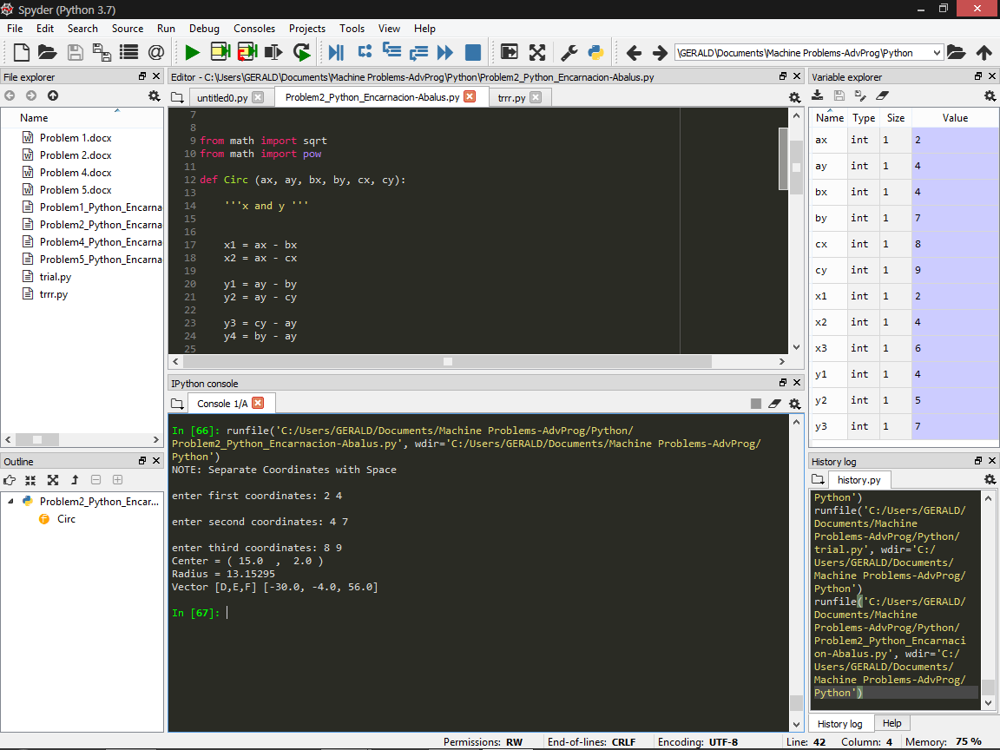 Spyder (Python 3.7)
File Edit Search Source Run Debug Consoles Projects Tools View Help
\GERALD\Documents\Machine Problems-AdvProg\Python
File explorer
Name
Problem 1.docx
Problem 2.docx
Problem 4.docx
Problem 5.docx
Problem1_Python_Encarna
Problem2_Python_Encarna
Problem4_Python_Encarna
Problem5_Python_Encarna
trial.py
trrr.py
Outline
Problem2_Python_Encar...
Circ
Editor - C:\Users\GERALD\Documents\Machine Problems-AdvProg\Python\Problem2_Python_Encarnacion-Abalus.py
untitled0.py Problem2_Python_Encarnacion-Abalus.py trrr.py
7
8
9 from math import sqrt
10 from math import pow
11
12 def Circ (ax, ay, bx, by, cx, cy):
13
14 '''x and y '''
15
16
17 x1 = ax - bx
18 x2 = ax - cx
19
20 y1 = ay - by
21 y2 = ay - cy
22
23 y3 = cy - ay
24 y4 = by - ay
25
IPython console
Console 1/A
In [66]: runfile('C:/Users/GERALD/Documents/Machine Problems-AdvProg/Python/
Problem2_Python_Encarnacion-Abalus.py', wdir='C:/Users/GERALD/Documents/Machine Problems-AdvProg/
Python')
NOTE: Separate Coordinates with Space
enter first coordinates: 2 4
enter second coordinates: 4 7
enter third coordinates: 8 9
Center = ( 15.0 , 2.0 )
Radius = 13.15295
Vector [D,E,F] [-30.0, -4.0, 56.0]
In [67]:
Variable explorer
Name Type Size Value
ax int 1 2
ay int 1 4
bx int 1 4
by int 1 7
cx int 1 8
cy int 1 9
x1 int 1 2
x2 int 1 4
x3 int 1 6
y1 int 1 4
y2 int 1 5
y3 int 1 7
History log
history.py
Python')
runfile('C:/Users/GERALD/
Documents/Machine
Problems-AdvProg/Python/
trial.py', wdir='C:/
Users/GERALD/Documents/
Machine Problems-AdvProg/
Python')
runfile('C:/Users/GERALD/
Documents/Machine
Problems-AdvProg/Python/
Problem2_Python_Encarnaci
on-Abalus.py', wdir='C:/
Users/GERALD/Documents/
Machine Problems-AdvProg/
Python')
History log Help
Permissions: RW End-of-lines: CRLF Encoding: UTF-8 Line: 42 Column: 4 Memory: 75 %